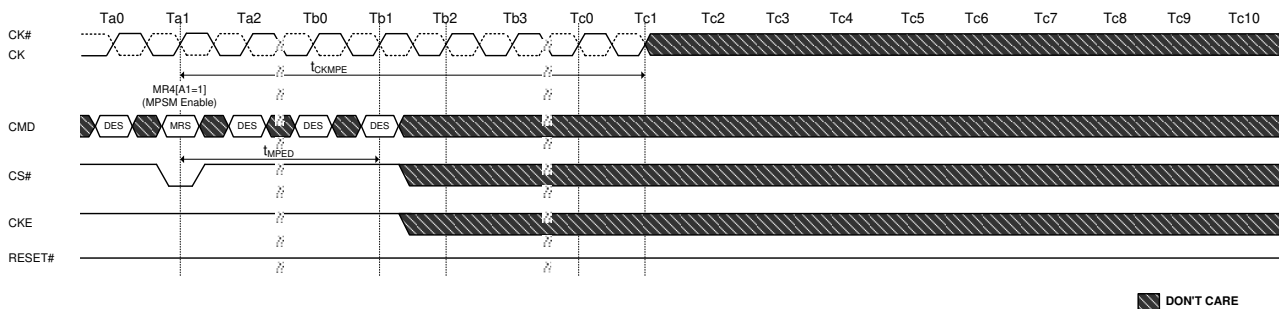 Ta0 Ta1 Ta2 Tb0 Tb1 Tb2 Tb3 Tc0 Tc1 Tc2 Tc3 Tc4 Tc5 Tc6 Tc7 Tc8 Tc9 Tc10
CK#
CK
tCKMPE
MR4[A1=1]
(MPSM Enable)
CMD DES MRS DES DES DES
tMPED
CS#
CKE
RESET#
DON'T CARE